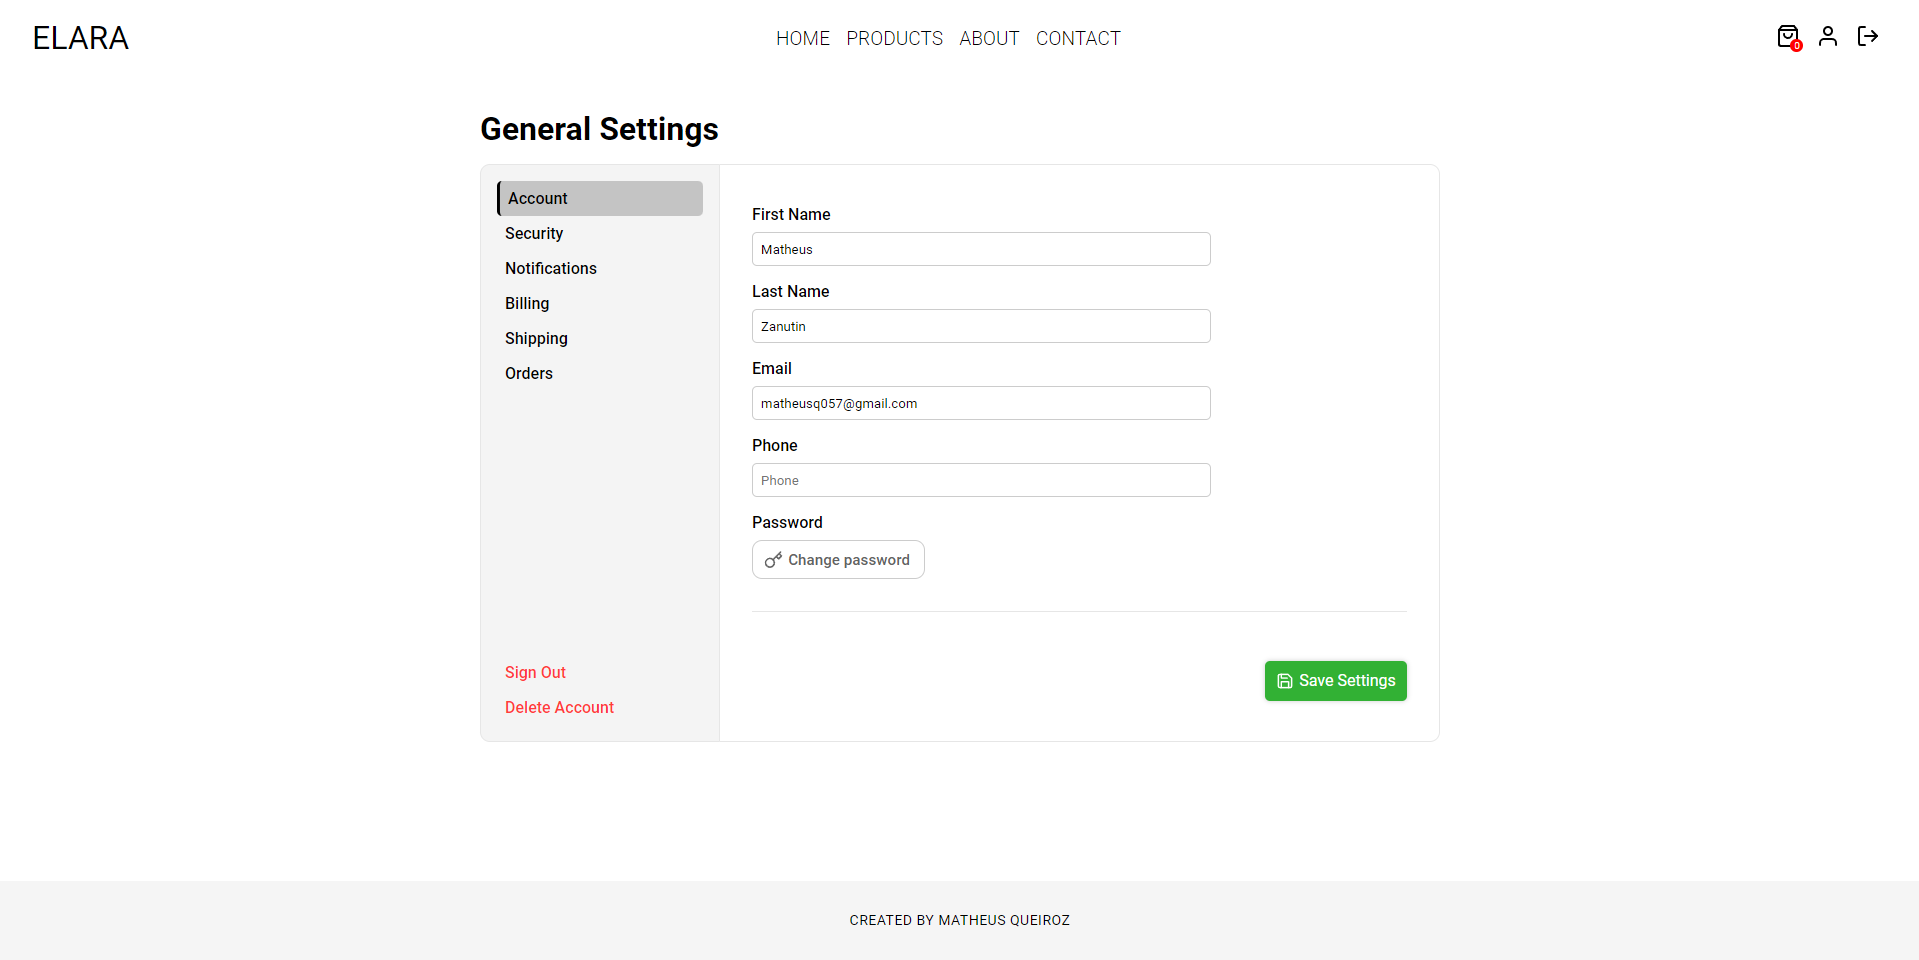 ELARA
HOME PRODUCTS ABOUT CONTACT
0
General Settings
Account
Security
Notifications
Billing
Shipping
Orders
Sign Out
Delete Account
First Name
Matheus
Last Name
Zanutin
Email
matheusq057@gmail.com
Phone
Phone
Password
Change password
Save Settings
CREATED BY MATHEUS QUEIROZ